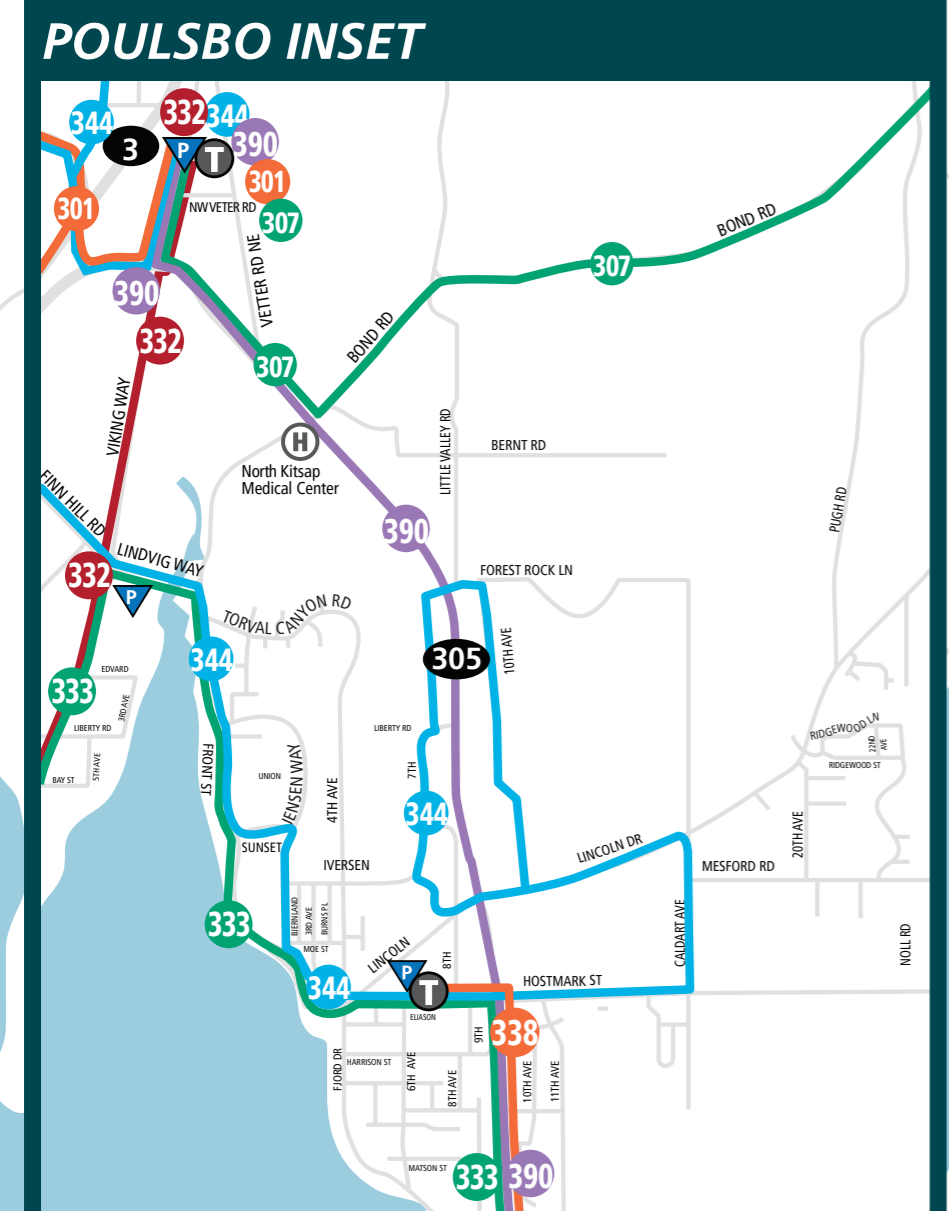 POULSBO INSET
344
3
332
344
P
T
390
301
301
NW VETER RD
307
VETTER RD NE
390
332
307
BOND RD
307
BOND RD
VIKING WAY
H
North Kitsap
Medical Center
LITTLE VALLEY RD
BERNT RD
PUGH RD
390
FINN HILL RD
LINDVIG WAY
332
P
FOREST ROCK LN
TORVAL CANYON RD
344
305
10TH AVE
333
EDVARD
3RD AVE
LIBERTY RD
5TH AVE
BAY ST
FRONT ST
UNION
JENSEN WAY
4TH AVE
LIBERTY RD
7TH
344
RIDGEWOOD LN
22ND
AVE
RIDGEWOOD ST
20TH AVE
SUNSET
IVERSEN
LINCOLN DR
MESFORD RD
333
BJERNLAND
3RD AVE
BURNS PL
MOE ST
CALDART AVE
NOLL RD
LINCOLN
8TH
P
T
344
HOSTMARK ST
ELIASON
9TH
338
FJORD DR
HARRISON ST
6TH AVE
8TH AVE
10TH AVE
11TH AVE
MATSON ST
333
390